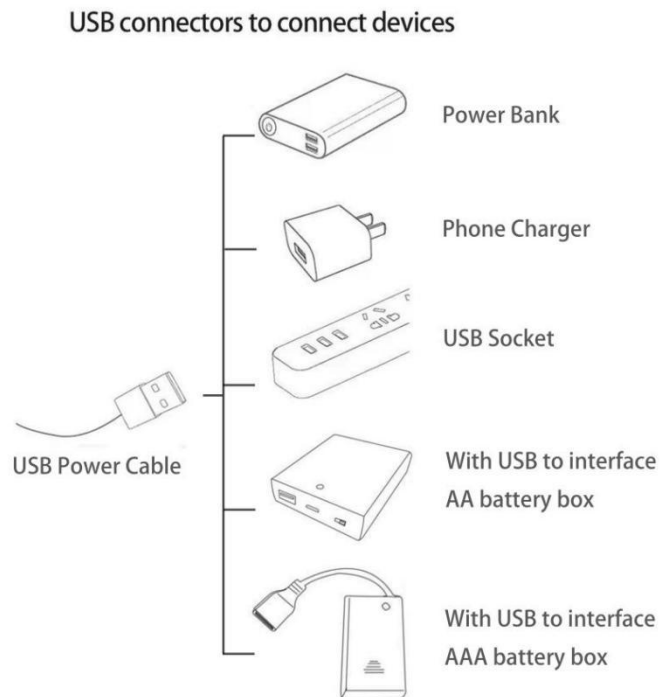 USB connectors to connect devices
Power Bank
Phone Charger
USB Socket
USB Power Cable
With USB to interface
AA battery box
With USB to interface
AAA battery box